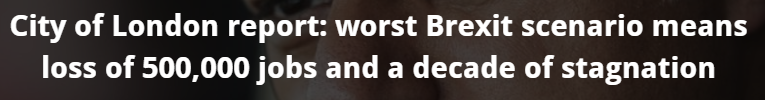 City of London report: worst Brexit scenario means
loss of 500,000 jobs and a decade of stagnation